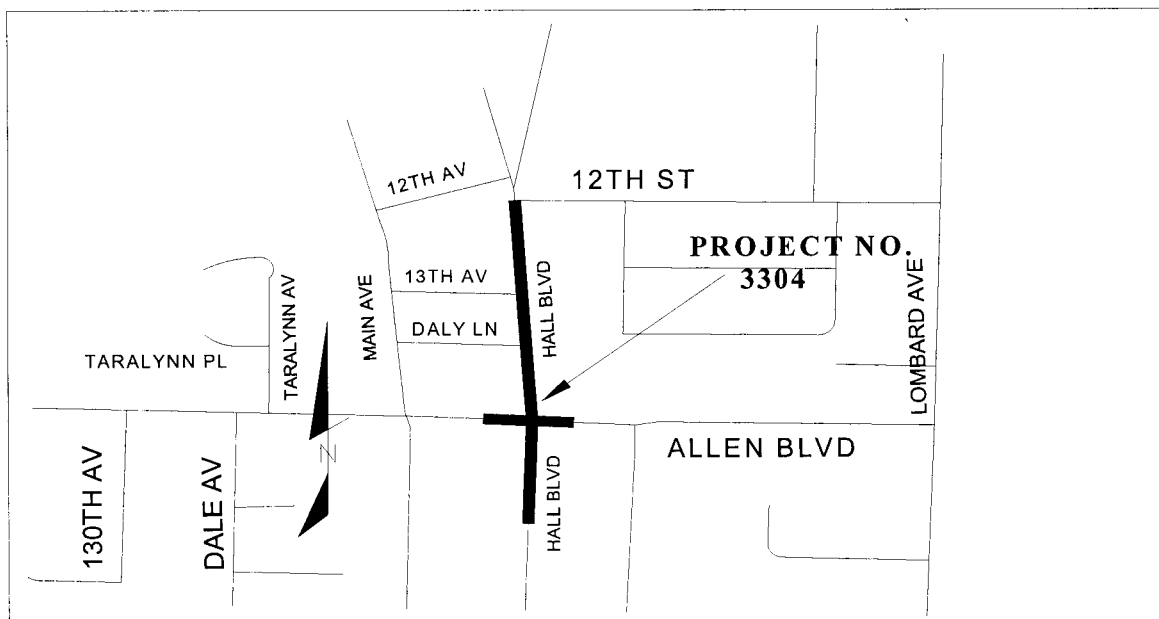 12TH AV
12TH ST
PROJECT NO.
3304
13TH AV
HALL BLVD
TARALYNN AV
MAIN AVE
DALY LN
LOMBARD AVE
TARALYNN PL
N
ALLEN BLVD
130TH AV
DALE AV
HALL BLVD